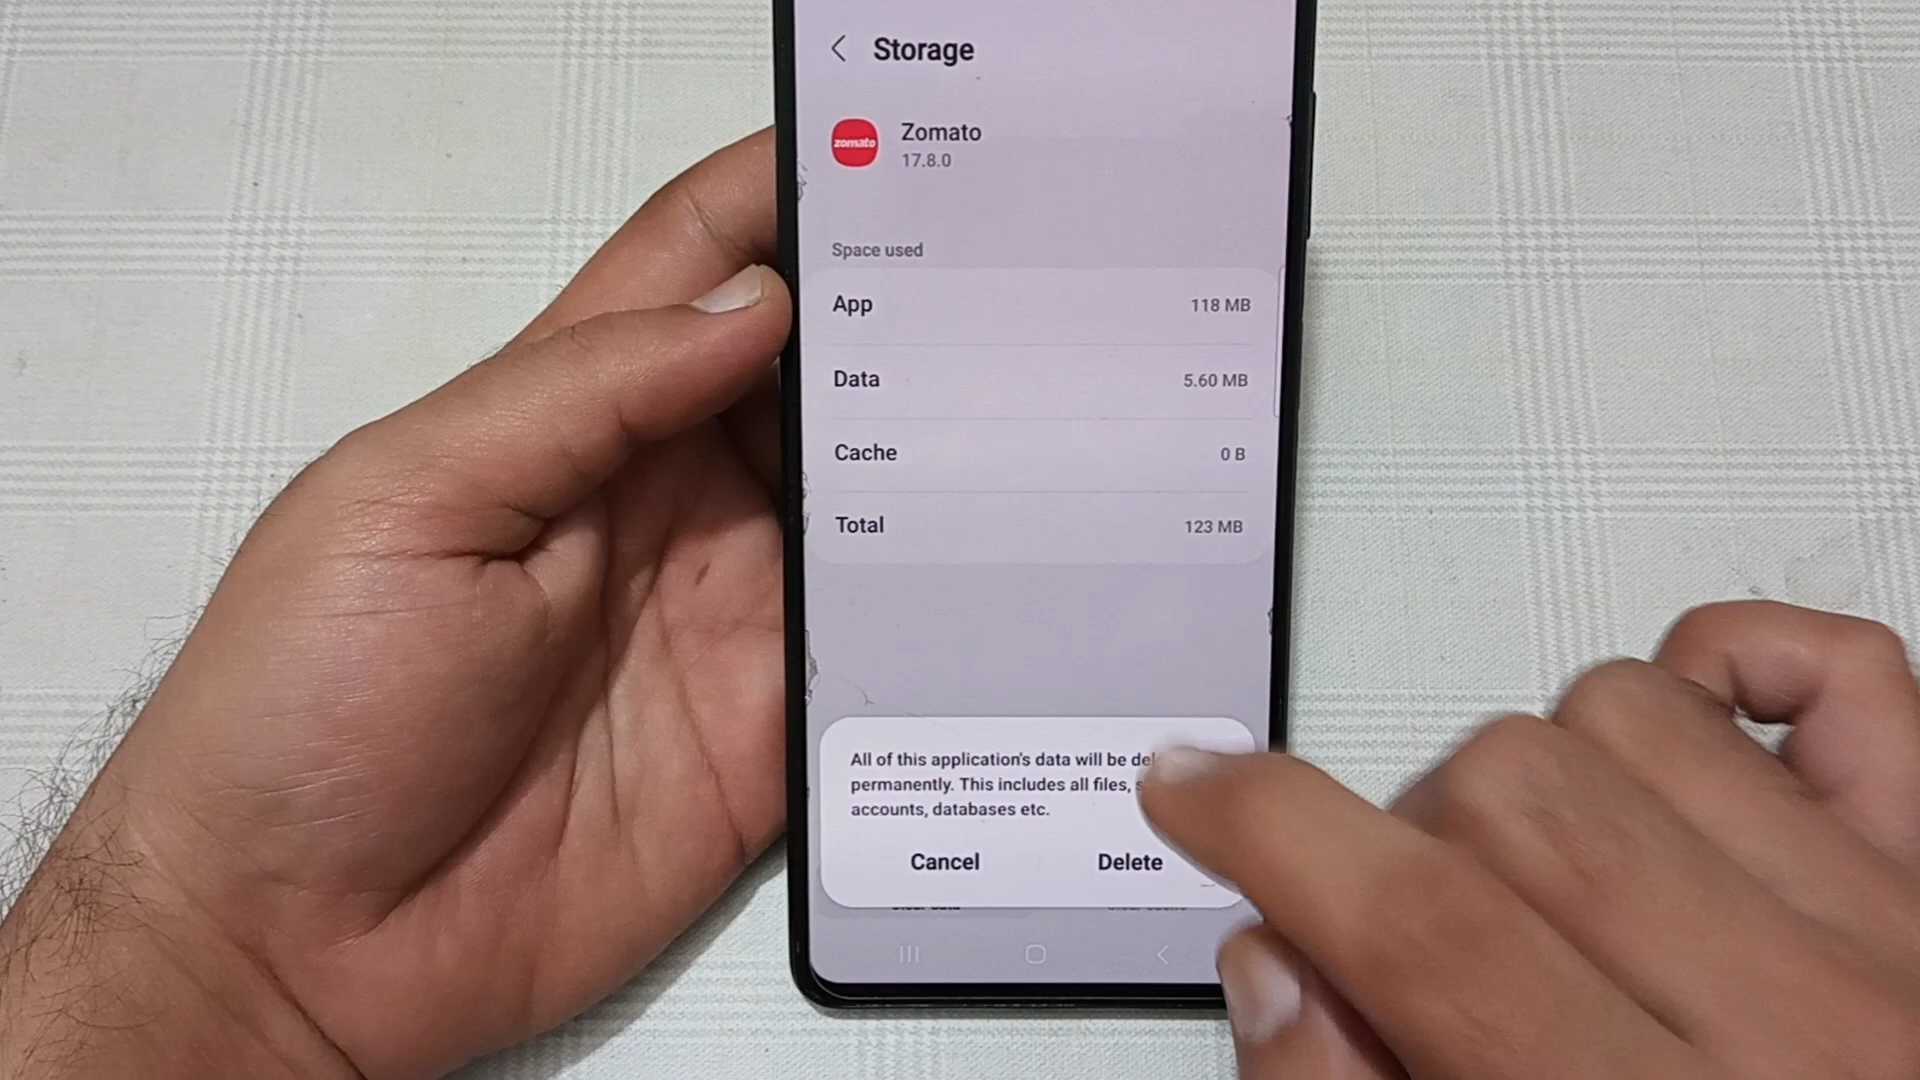 Storage
zomato
Zomato
17.8.0
Space used
App 118 MB
Data 5.60 MB
Cache 0 B
Total 123 MB
All of this application's data will be
permanently. This includes all files,
accounts, databases etc.
Cancel Delete